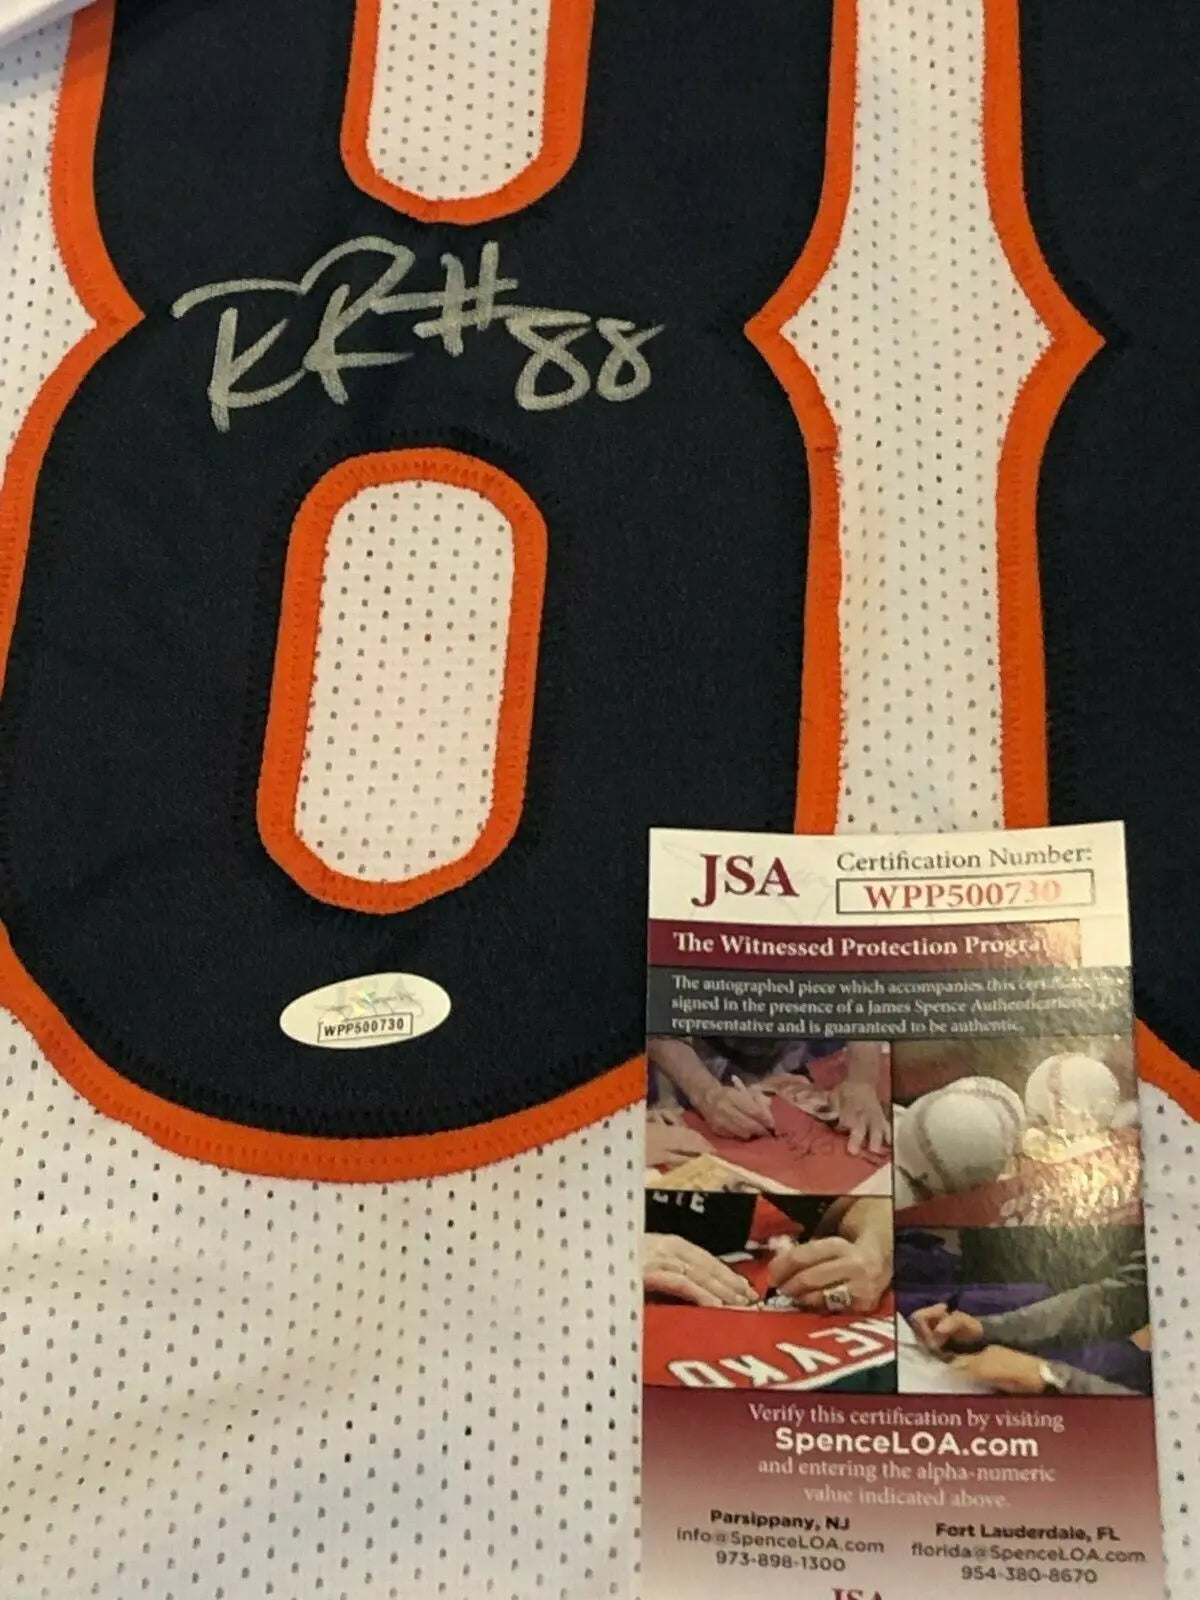 RR #88
WPP500730
JSA
Certification Number:
WPP500730
The Witnessed Protection Program
The autographed piece which accompanies this certificate
signed in the presence of a James Spence Authentication
representative and is guaranteed to be authentic.
Verify this certification by visiting
SpenceLOA.com
and entering the alpha-numeric
value indicated above.
Parsippany, NJ
info@SpenceLOA.com
973-898-1300
Fort Lauderdale, FL
florida@SpenceLOA.com
954-380-8670
JSA